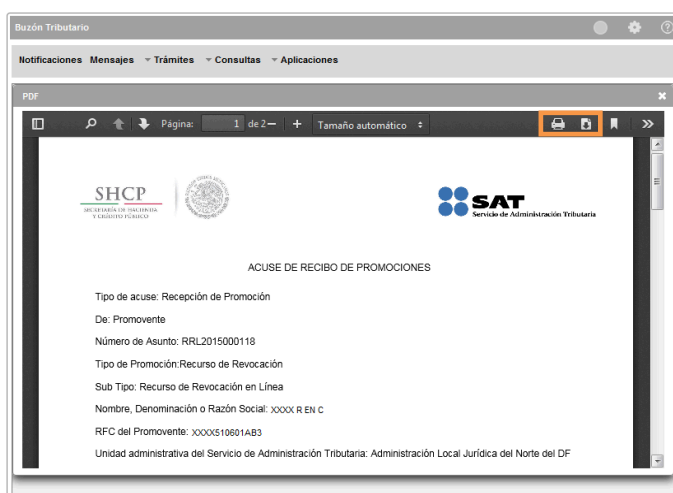 Buzón Tributario
Notificaciones Mensajes Trámites Consultas Aplicaciones
PDF
Página: 1 de 2 Tamaño automático
SHCP
SECRETARÍA DE HACIENDA
Y CRÉDITO PÚBLICO
SAT
Servicio de Administración Tributaria
ACUSE DE RECIBO DE PROMOCIONES
Tipo de acuse: Recepción de Promoción
De: Promovente
Número de Asunto: RRL2015000118
Tipo de Promoción:Recurso de Revocación
Sub Tipo: Recurso de Revocación en Línea
Nombre, Denominación o Razón Social: XXXX R EN C
RFC del Promovente: XXXX510601AB3
Unidad administrativa del Servicio de Administración Tributaria: Administración Local Jurídica del Norte del DF